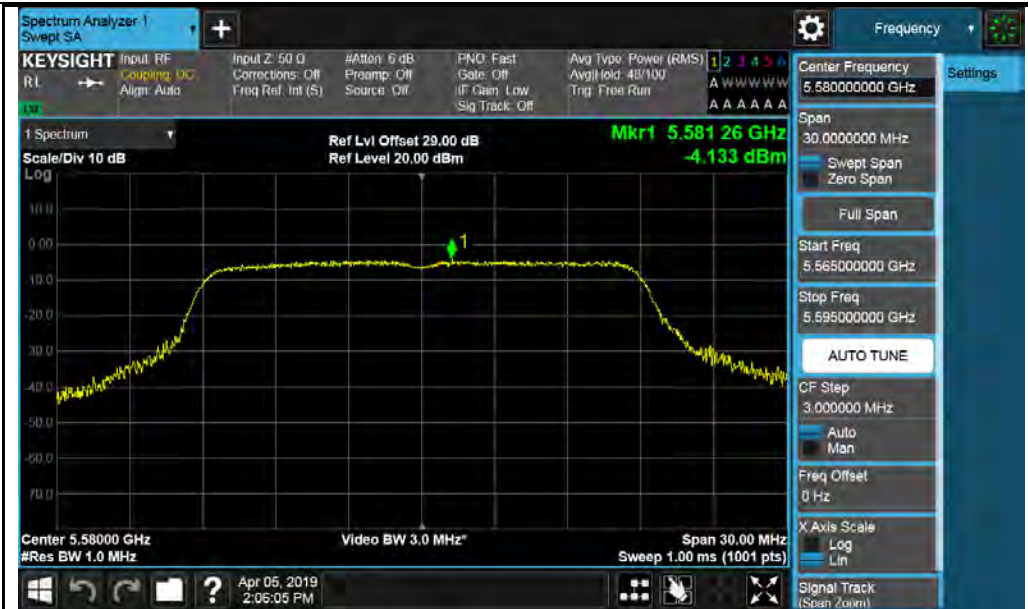 Spectrum Analyzer 1
Swept SA
+
Frequency
KEYSIGHT
RL
LXI
Input: RF
Coupling: DC
Align: Auto
Input Z: 50 Ω
Corrections: Off
Freq Ref: Int (S)
#Atten: 6 dB
Preamp: Off
Source: Off
PNO: Fast
Gate: Off
IF Gain: Low
Sig Track: Off
Avg Type: Power (RMS)
Avg|Hold: 48/100
Trig: Free Run
1 2 3 4 5 6
A W W W W W
A A A A A A
1 Spectrum
Scale/Div 10 dB
Log
Ref Lvl Offset 29.00 dB
Ref Level 20.00 dBm
Mkr1 5.581 26 GHz
-4.133 dBm
10.0
0.00
-10.0
-20.0
-30.0
-40.0
-50.0
-60.0
-70.0
1
Center 5.58000 GHz
#Res BW 1.0 MHz
Video BW 3.0 MHz*
Span 30.00 MHz
Sweep 1.00 ms (1001 pts)
Center Frequency
5.580000000 GHz
Settings
Span
30.0000000 MHz
Swept Span
Zero Span
Full Span
Start Freq
5.565000000 GHz
Stop Freq
5.595000000 GHz
AUTO TUNE
CF Step
3.000000 MHz
Auto
Man
Freq Offset
0 Hz
X Axis Scale
Log
Lin
Signal Track
(Span Zoom)
?
Apr 05, 2019
2:06:05 PM